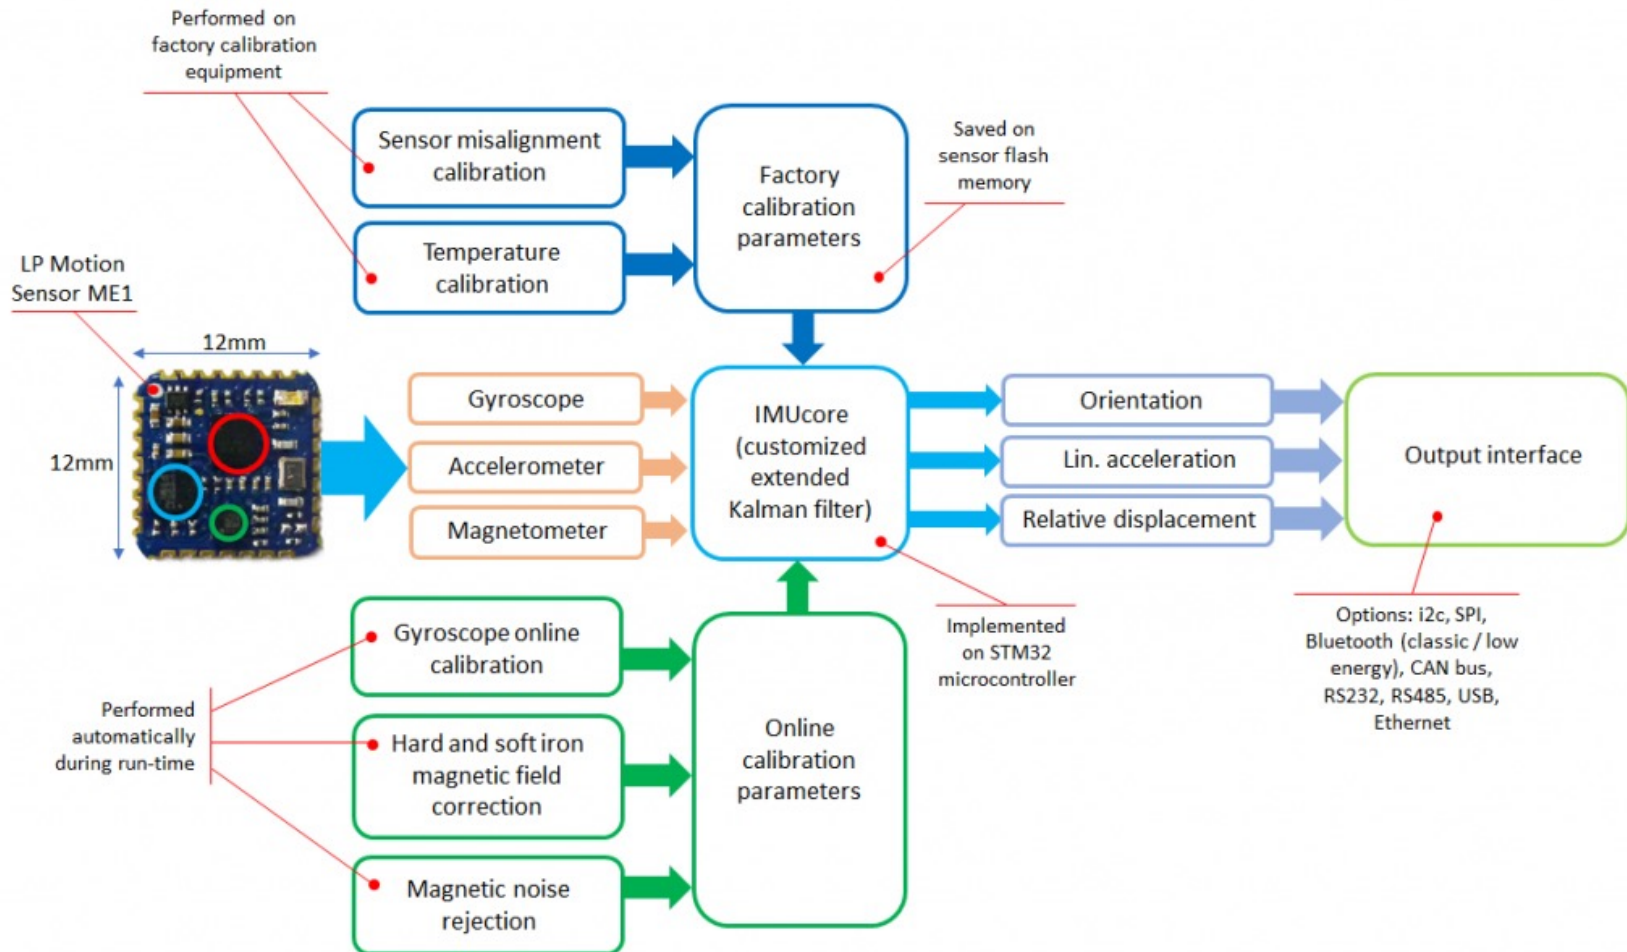 Performed on
factory calibration
equipment
Sensor misalignment
calibration
Factory
calibration
parameters
Saved on
sensor flash
memory
Temperature
calibration
LP Motion
Sensor ME1
12mm
12mm
Gyroscope
Accelerometer
Magnetometer
IMUcore
(customized
extended
Kalman filter)
Orientation
Lin. acceleration
Relative displacement
Output interface
Implemented
on STM32
microcontroller
Options: i2c, SPI,
Bluetooth (classic / low
energy), CAN bus,
RS232, RS485, USB,
Ethernet
Gyroscope online
calibration
Performed
automatically
during run-time
Hard and soft iron
magnetic field
correction
Online
calibration
parameters
Magnetic noise
rejection